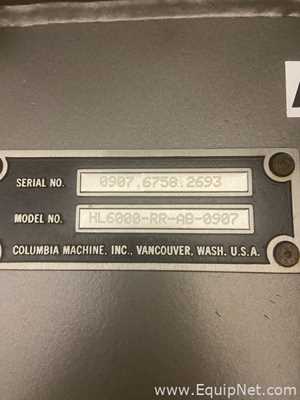 SERIAL NO. 0907.6758.2693
MODEL NO. HL6000-RR-AB-0907
COLUMBIA MACHINE, INC., VANCOUVER, WASH. U.S.A.
www.EquipNet.com